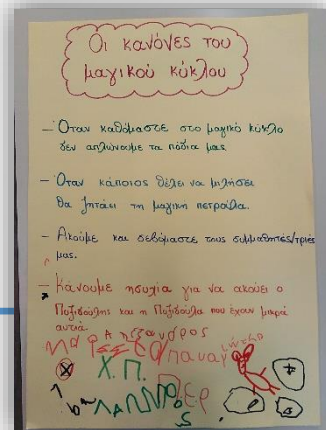 Οι κανόνες του
μαγικού κύκλου
- Όταν καθόμαστε στο μαγικό κύκλο
δεν απλώνουμε τα πόδια μας.
- Όταν κάποιος θέλει να μιλήσει
θα ζητάει τη μαγική πετρούλα.
- Ακούμε και σεβόμαστε τους συμμαθητές/τριές
μας.
- Κάνουμε ησυχία για να ακούει ο
και η που έχουν μικρά
αυτιά.
Χ.Π.